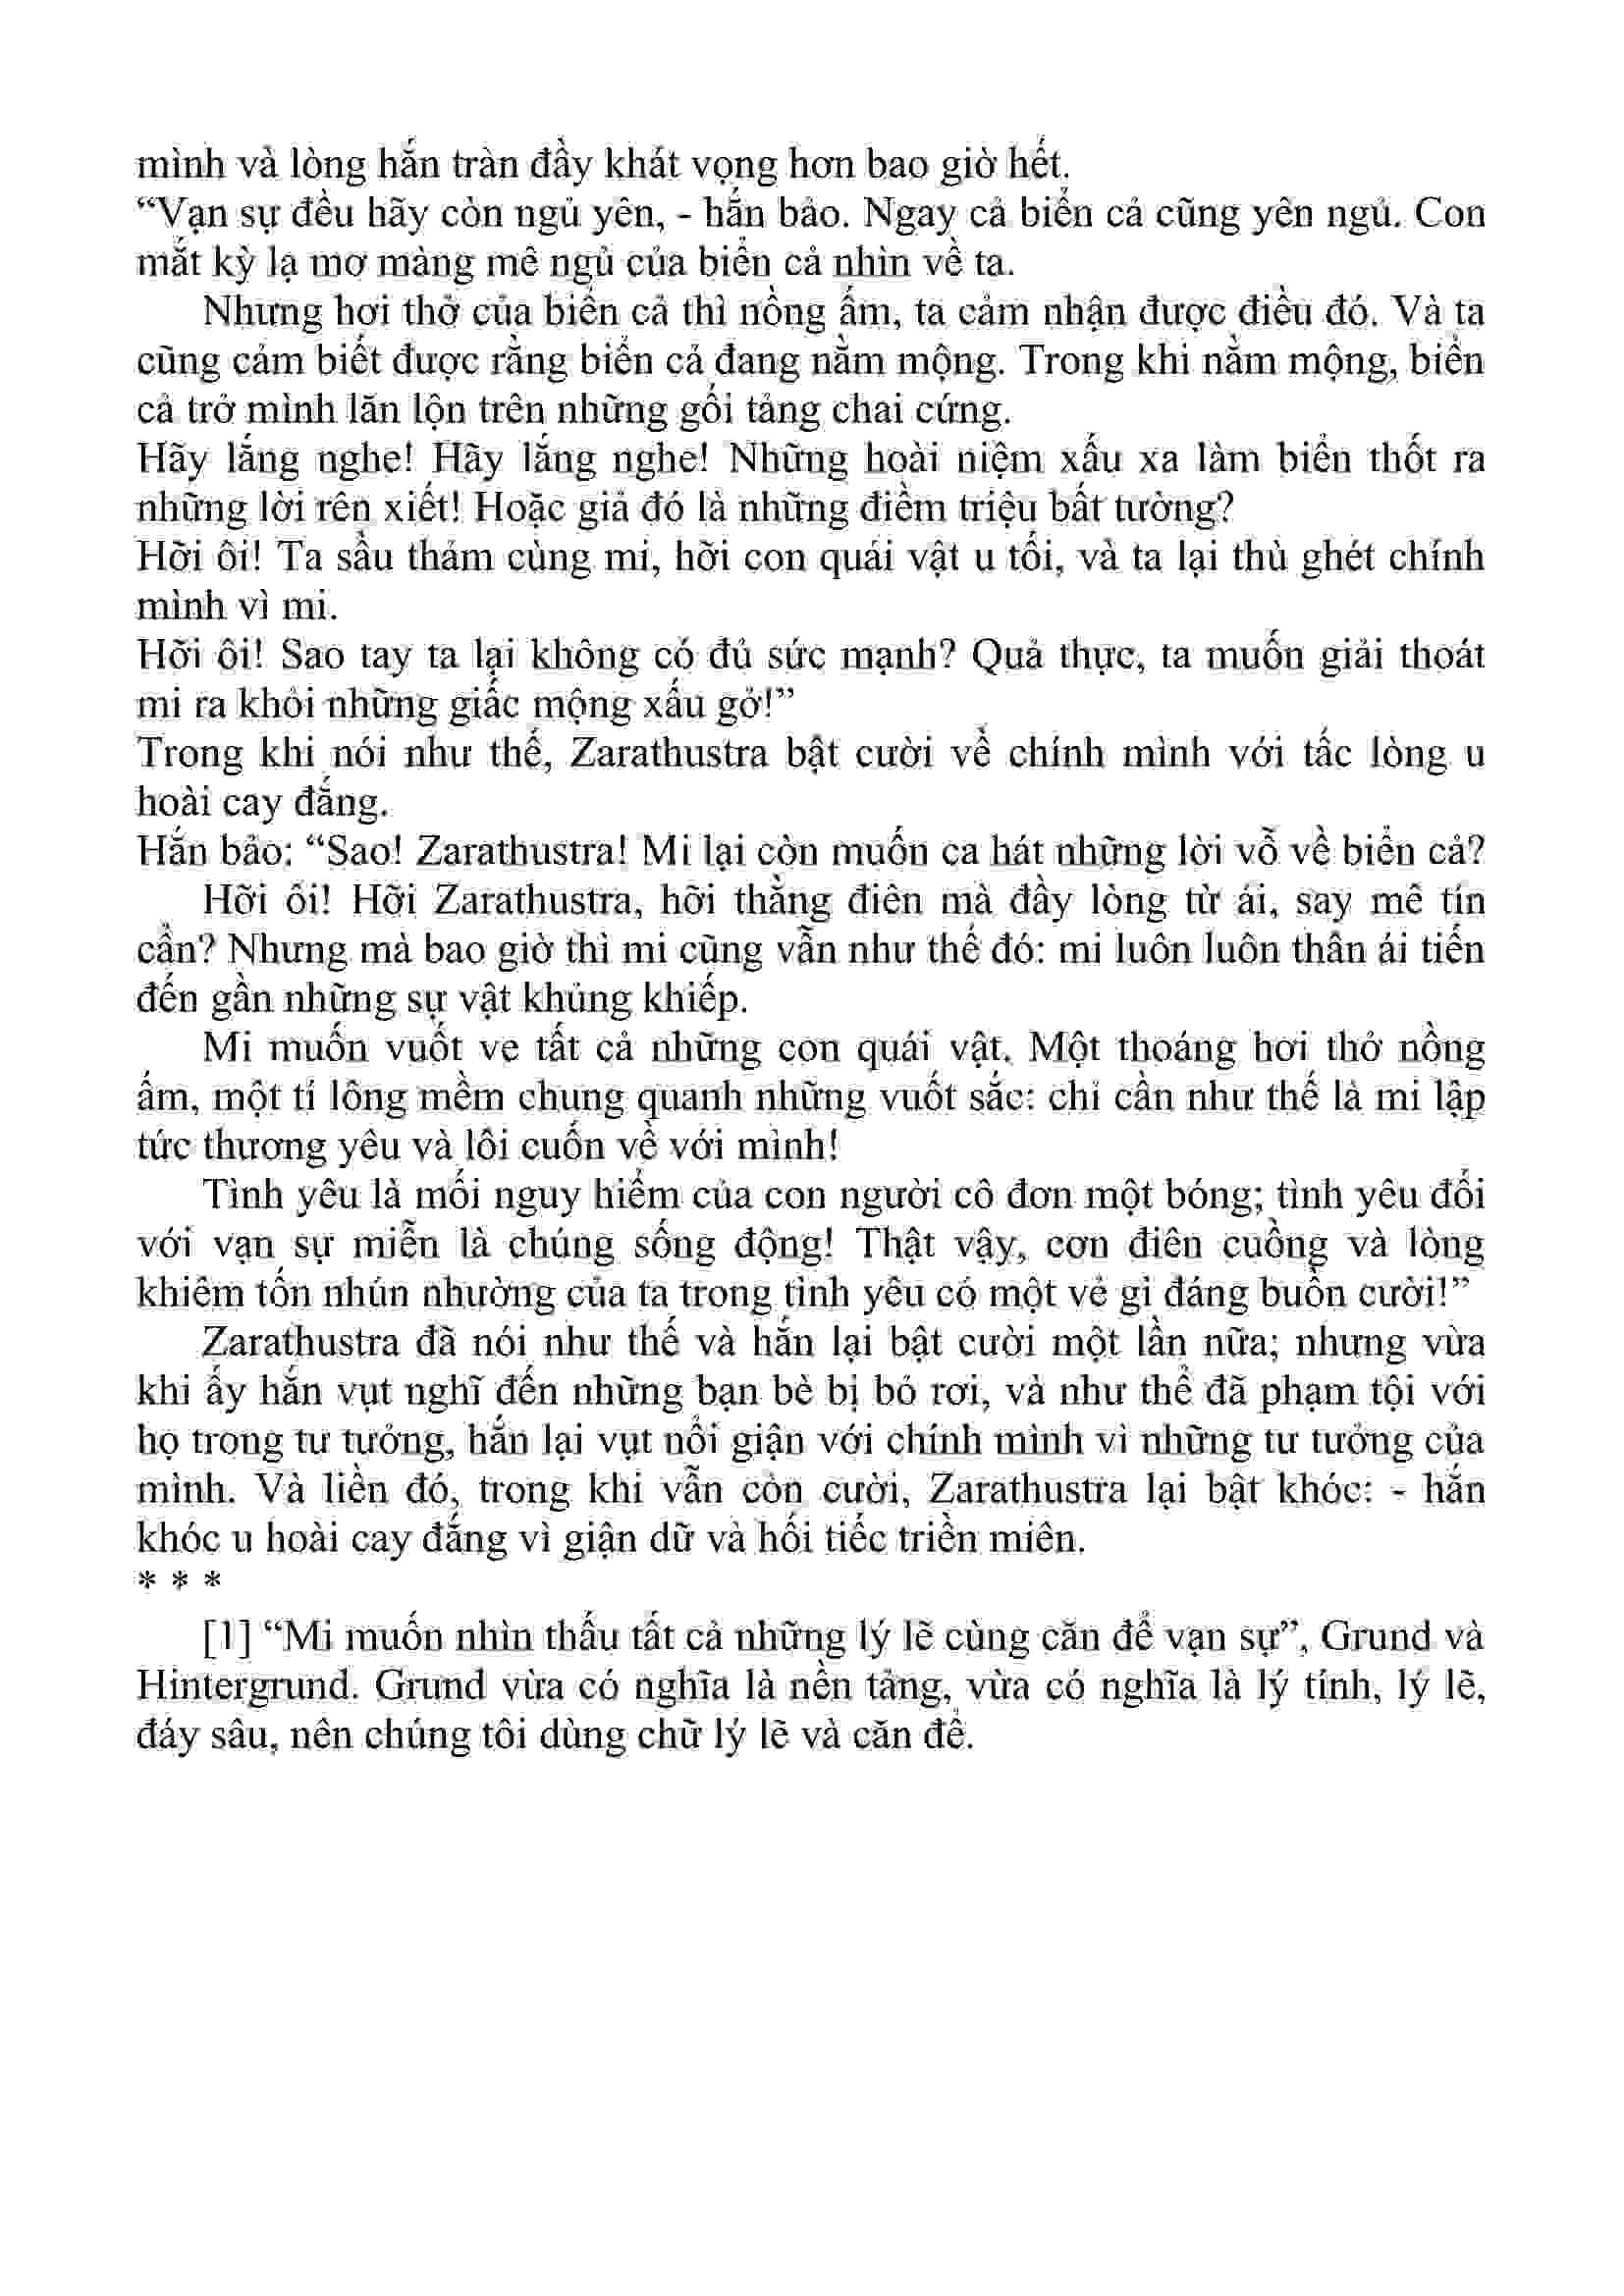 mình và lòng hắn tràn đầy khát vọng hơn bao giờ hết.
“Vạn sự đều hãy còn ngủ yên, - hắn bảo. Ngay cả biển cả cũng yên ngủ. Con
mắt kỳ lạ mơ màng mê ngủ của biển cả nhìn về ta.
Nhưng hơi thở của biển cả thì nồng ấm, ta cảm nhận được điều đó. Và ta
cũng cảm biết được rằng biển cả đang nằm mộng. Trong khi nằm mộng, biển
cả trở mình lăn lộn trên những gối tảng chai cứng.
Hãy lắng nghe! Hãy lắng nghe! Những hoài niệm xấu xa làm biển thốt ra
những lời rên xiết! Hoặc giả đó là những điềm triệu bất tường?
Hỡi ôi! Ta sầu thảm cùng mi, hỡi con quái vật u tối, và ta lại thù ghét chính
mình vì mi.
Hỡi ôi! Sao tay ta lại không có đủ sức mạnh? Quả thực, ta muốn giải thoát
mi ra khỏi những giấc mộng xấu gở!”
Trong khi nói như thế, Zarathustra bật cười về chính mình với tấc lòng u
hoài cay đắng.
Hắn bảo: “Sao! Zarathustra! Mi lại còn muốn ca hát những lời vỗ về biển cả?
Hỡi ôi! Hỡi Zarathustra, hỡi thằng điên mà đầy lòng từ ái, say mê tín
cẩn? Nhưng mà bao giờ thì mi cũng vẫn như thế đó: mi luôn luôn thân ái tiến
đến gần những sự vật khủng khiếp.
Mi muốn vuốt ve tất cả những con quái vật. Một thoáng hơi thở nồng
ấm, một tí lông mềm chung quanh những vuốt sắc: chỉ cần như thế là mi lập
tức thương yêu và lôi cuốn về với mình!
Tình yêu là mối nguy hiểm của con người cô đơn một bóng; tình yêu đối
với vạn sự miễn là chúng sống động! Thật vậy, cơn điên cuồng và lòng
khiêm tốn nhún nhường của ta trong tình yêu có một vẻ gì đáng buồn cười!”
Zarathustra đã nói như thế và hắn lại bật cười một lần nữa; nhưng vừa
khi ấy hắn vụt nghĩ đến những bạn bè bị bỏ rơi, và như thể đã phạm tội với
họ trong tư tưởng, hắn lại vụt nổi giận với chính mình vì những tư tưởng của
mình. Và liền đó, trong khi vẫn còn cười, Zarathustra lại bật khóc: - hắn
khóc u hoài cay đắng vì giận dữ và hối tiếc triền miên.
* * *
[1] “Mi muốn nhìn thấu tất cả những lý lẽ cùng căn để vạn sự”, Grund và
Hintergrund. Grund vừa có nghĩa là nền tảng, vừa có nghĩa là lý tính, lý lẽ,
đáy sâu, nên chúng tôi dùng chữ lý lẽ và căn để.